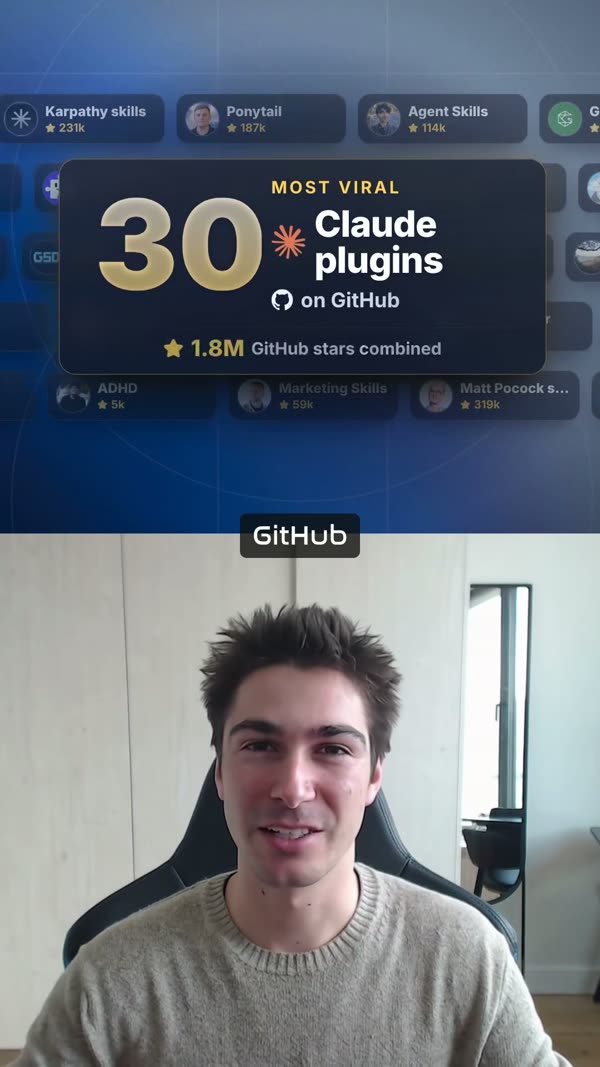 Karpathy skills
231k
Ponytail
187k
Agent Skills
114k
G
GSD
30
MOST VIRAL
Claude
plugins
on GitHub
1.8M GitHub stars combined
r
ADHD
5k
Marketing Skills
59k
Matt Pocock s...
319k
GitHub